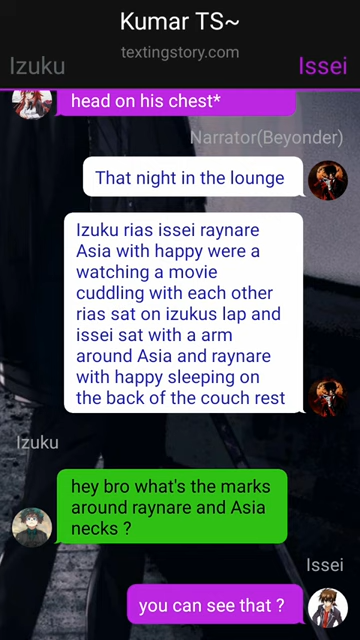 Kumar TS~
textingstory.com
Izuku
Issei
head on his chest*
Narrator(Beyonder)
That night in the lounge
Izuku rias issei raynare
Asia with happy were a
watching a movie
cuddling with each other
rias sat on izukus lap and
issei sat with a arm
around Asia and raynare
with happy sleeping on
the back of the couch rest
Izuku
hey bro what's the marks
around raynare and Asia
necks ?
Issei
you can see that ?